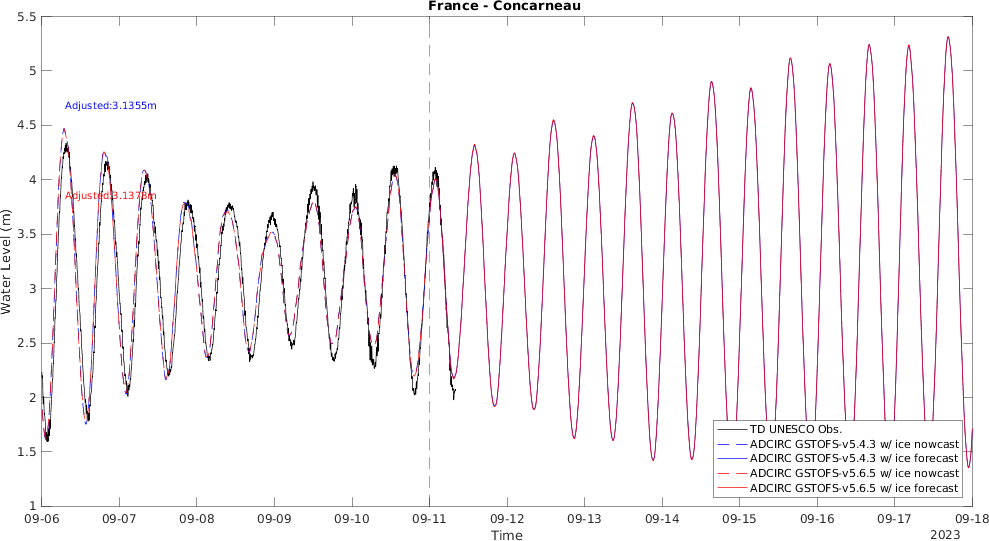 France - Concarneau
5.5
5
4.5
4
3.5
3
2.5
2
1.5
1
Water Level (m)
Adjusted:3.1355m
Adjusted:3.1373m
TD UNESCO Obs.
ADCIRC GSTOFS-v5.4.3 w/ ice nowcast
ADCIRC GSTOFS-v5.4.3 w/ ice forecast
ADCIRC GSTOFS-v5.6.5 w/ ice nowcast
ADCIRC GSTOFS-v5.6.5 w/ ice forecast
09-06 09-07 09-08 09-09 09-10 09-11 09-12 09-13 09-14 09-15 09-16 09-17 09-18
Time
2023